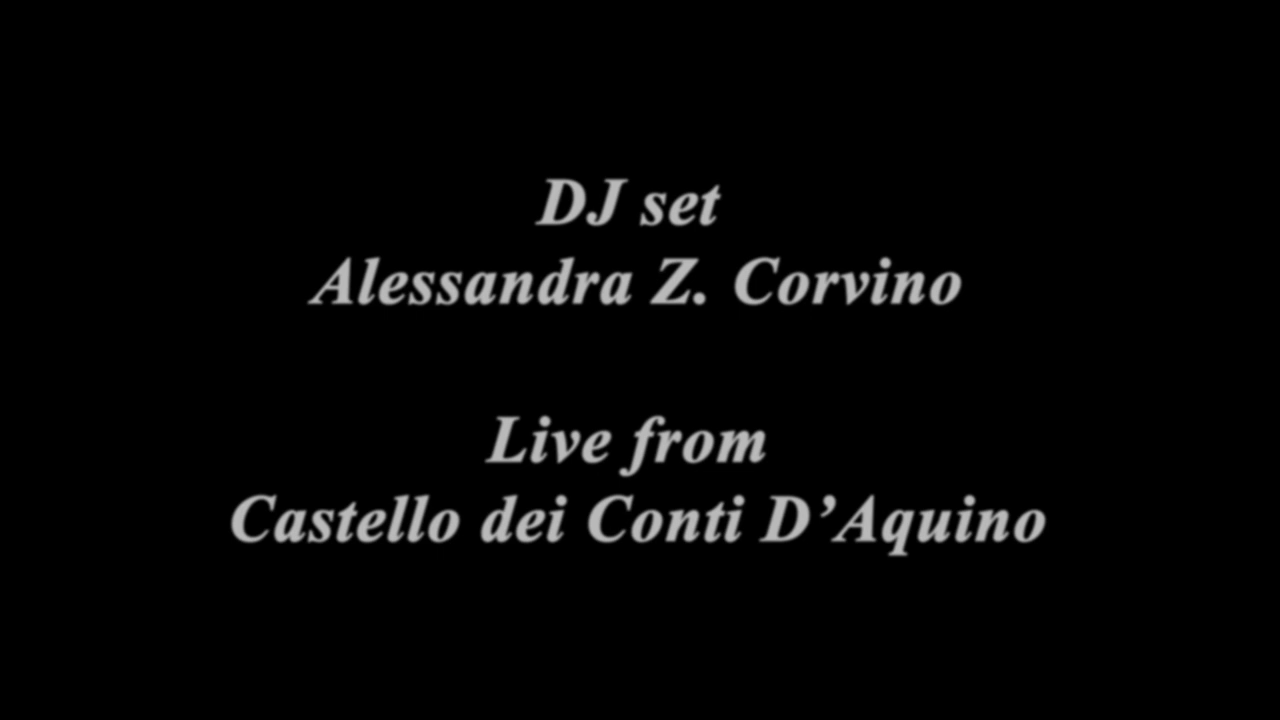 DJ set
Alessandra Z. Corvino
Live from
Castello dei Conti D’Aquino